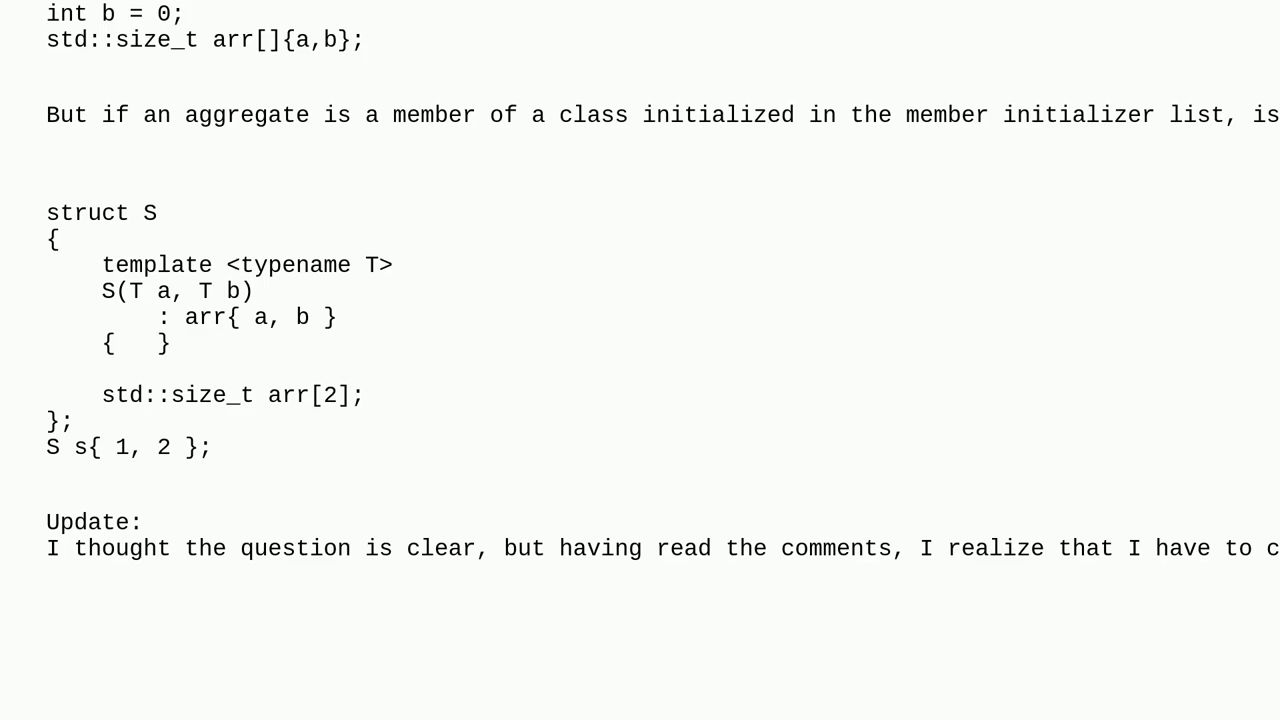 int b = 0;
std::size_t arr[]{a,b};
But if an aggregate is a member of a class initialized in the member initializer list, is
struct S
{
    template <typename T>
    S(T a, T b)
        : arr{ a, b }
    {   }
    std::size_t arr[2];
};
S s{ 1, 2 };
Update:
I thought the question is clear, but having read the comments, I realize that I have to c